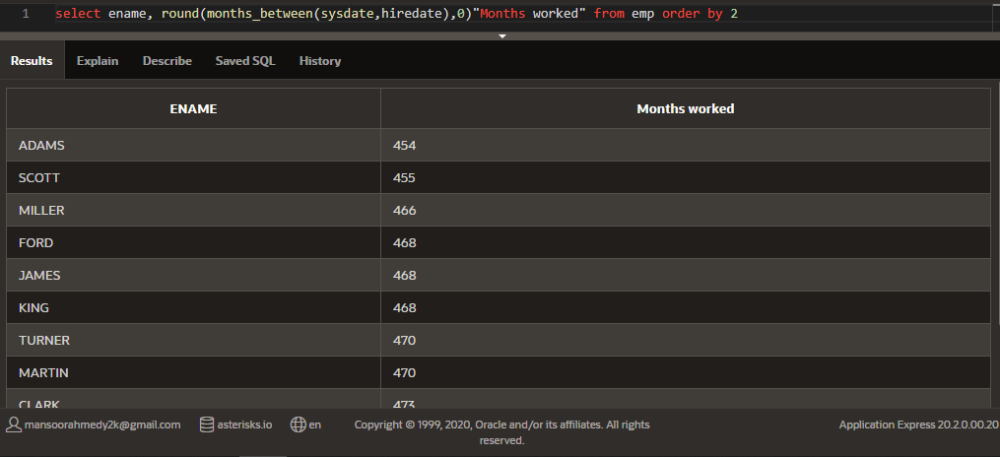 1 select ename, round(months_between(sysdate,hiredate),0)"Months worked" from emp order by 2
Results Explain Describe Saved SQL History
ENAME Months worked
ADAMS 454
SCOTT 455
MILLER 466
FORD 468
JAMES 468
KING 468
TURNER 470
MARTIN 470
CLARK 473
mansoorahmedy2k@gmail.com asterisks.io en Copyright © 1999, 2020, Oracle and/or its affiliates. All rights Application Express 20.2.0.00.20
reserved.